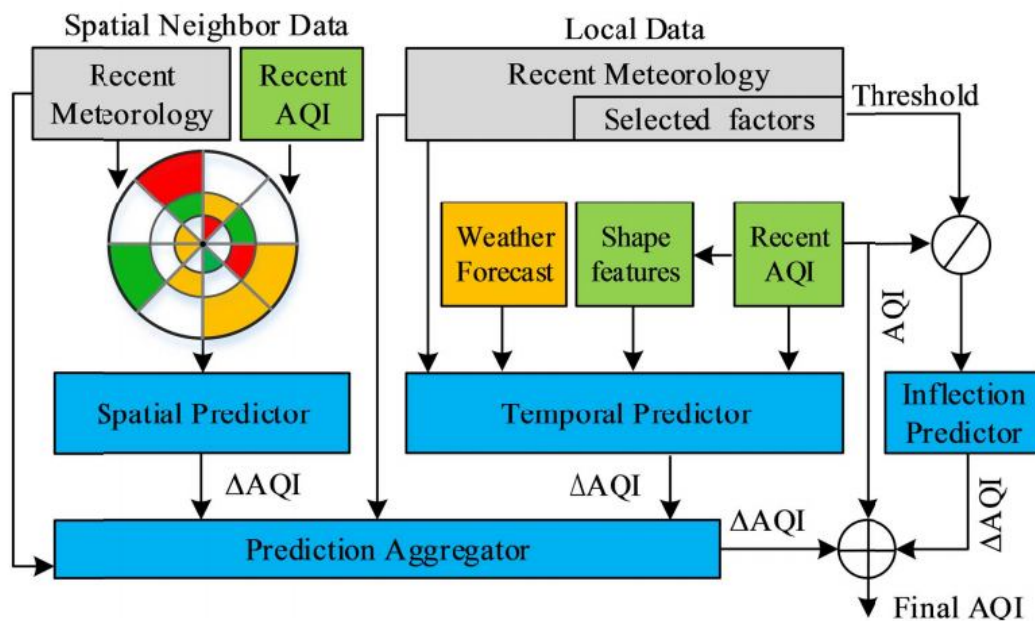 Spatial Neighbor Data
Local Data
Recent
Meteorology
Recent
AQI
Recent Meteorology
Selected factors
Threshold
Weather
Forecast
Shape
features
Recent
AQI
AQI
Spatial Predictor
Temporal Predictor
Inflection
Predictor
ΔAQI
ΔAQI
ΔAQI
ΔAQI
Prediction Aggregator
Final AQI